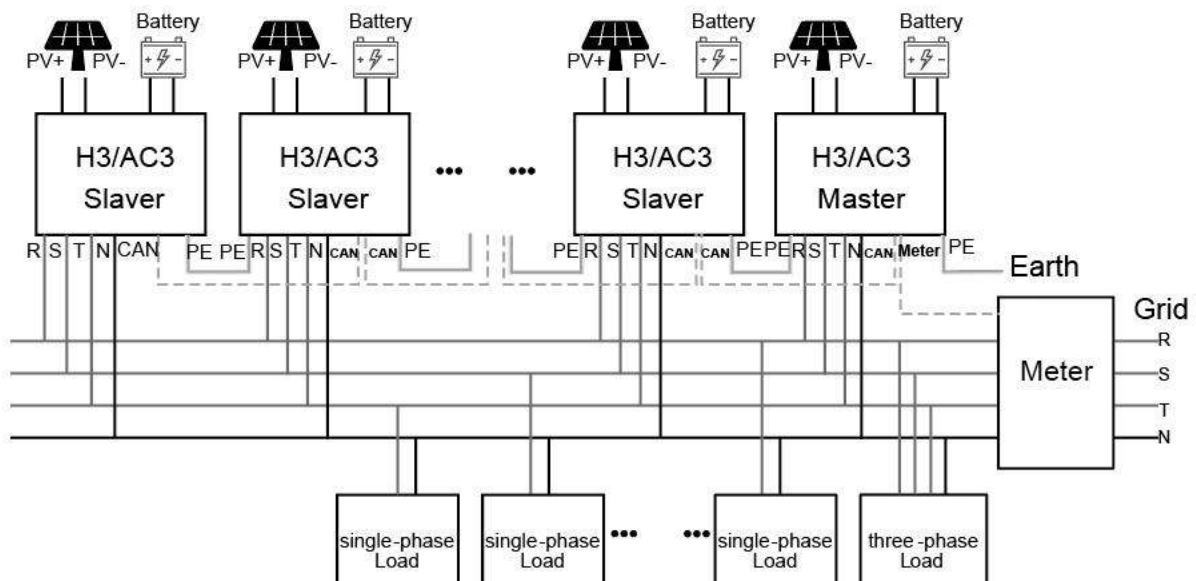 Battery Battery Battery Battery
PV+ PV- PV+ PV- PV+ PV- PV+ PV-
H3/AC3 H3/AC3 H3/AC3 H3/AC3
Slaver Slaver ••• ••• Slaver Master
R S T N CAN PE PE R S T N CAN CAN PE PE R S T N CAN CAN PE PE R S T N CAN Meter PE
Earth
Grid
R
Meter S
T
N
single-phase single-phase ••• ••• single-phase three-phase
Load Load Load Load